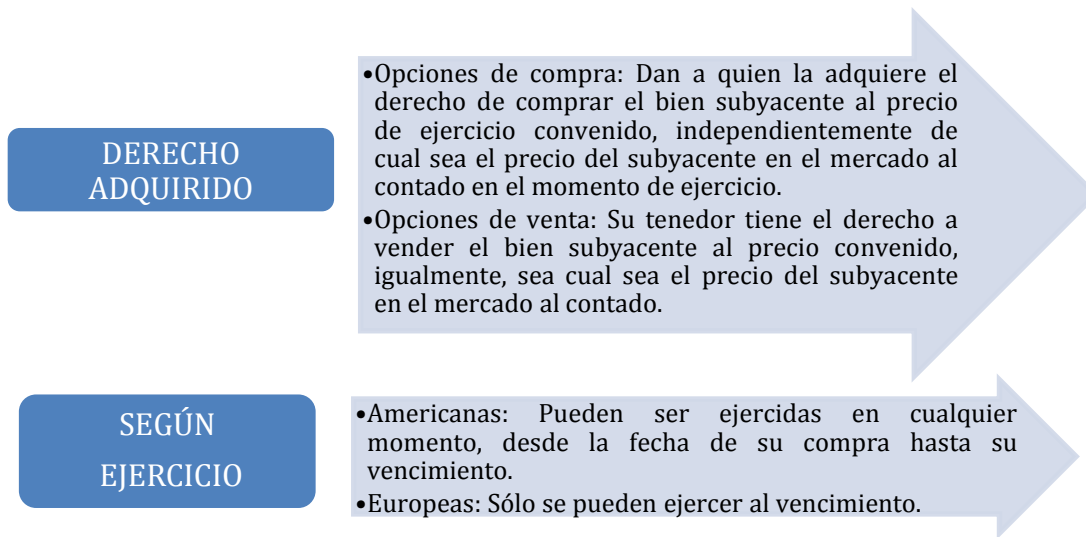 DERECHO
ADQUIRIDO
•Opciones de compra: Dan a quien la adquiere el
derecho de comprar el bien subyacente al precio
de ejercicio convenido, independientemente de
cual sea el precio del subyacente en el mercado al
contado en el momento de ejercicio.
•Opciones de venta: Su tenedor tiene el derecho a
vender el bien subyacente al precio convenido,
igualmente, sea cual sea el precio del subyacente
en el mercado al contado.
SEGÚN
EJERCICIO
•Americanas: Pueden ser ejercidas en cualquier
momento, desde la fecha de su compra hasta su
vencimiento.
•Europeas: Sólo se pueden ejercer al vencimiento.